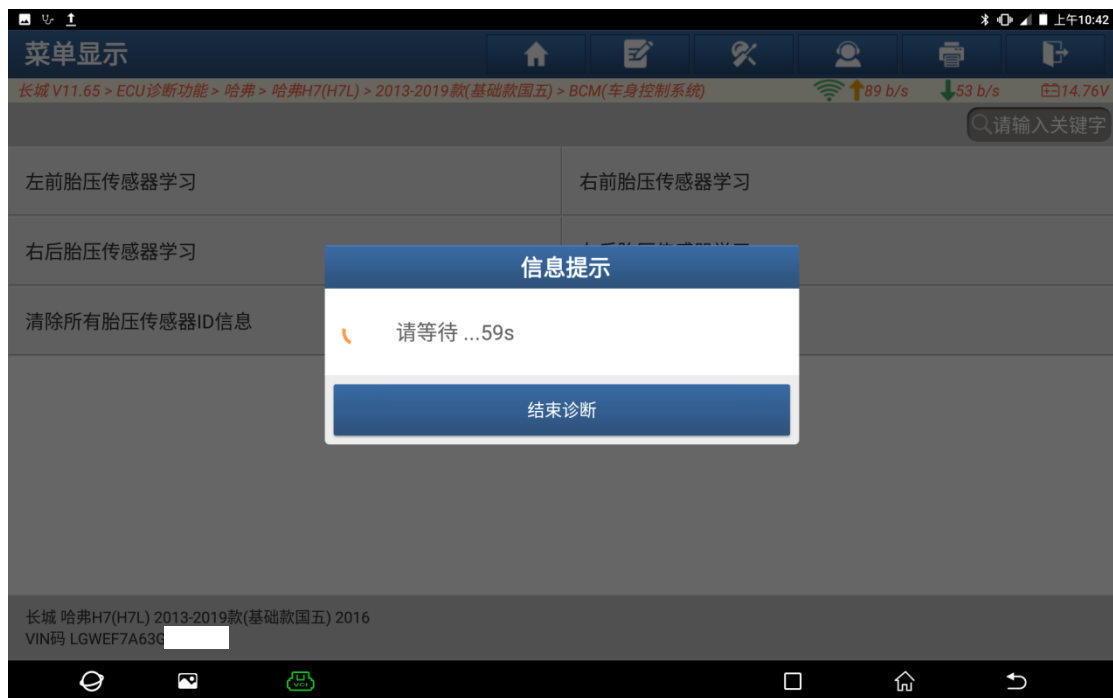 上午10:42
菜单显示
长城 V11.65 > ECU诊断功能 > 哈弗 > 哈弗H7(H7L) > 2013-2019款(基础款国五) > BCM(车身控制系统) 89 b/s 53 b/s 14.76V
请输入关键字
左前胎压传感器学习 右前胎压传感器学习
右后胎压传感器学习
信息提示
清除所有胎压传感器ID信息
请等待 ...59s
结束诊断
长城 哈弗H7(H7L) 2013-2019款(基础款国五) 2016
VIN码 LGWEF7A63G
VCI